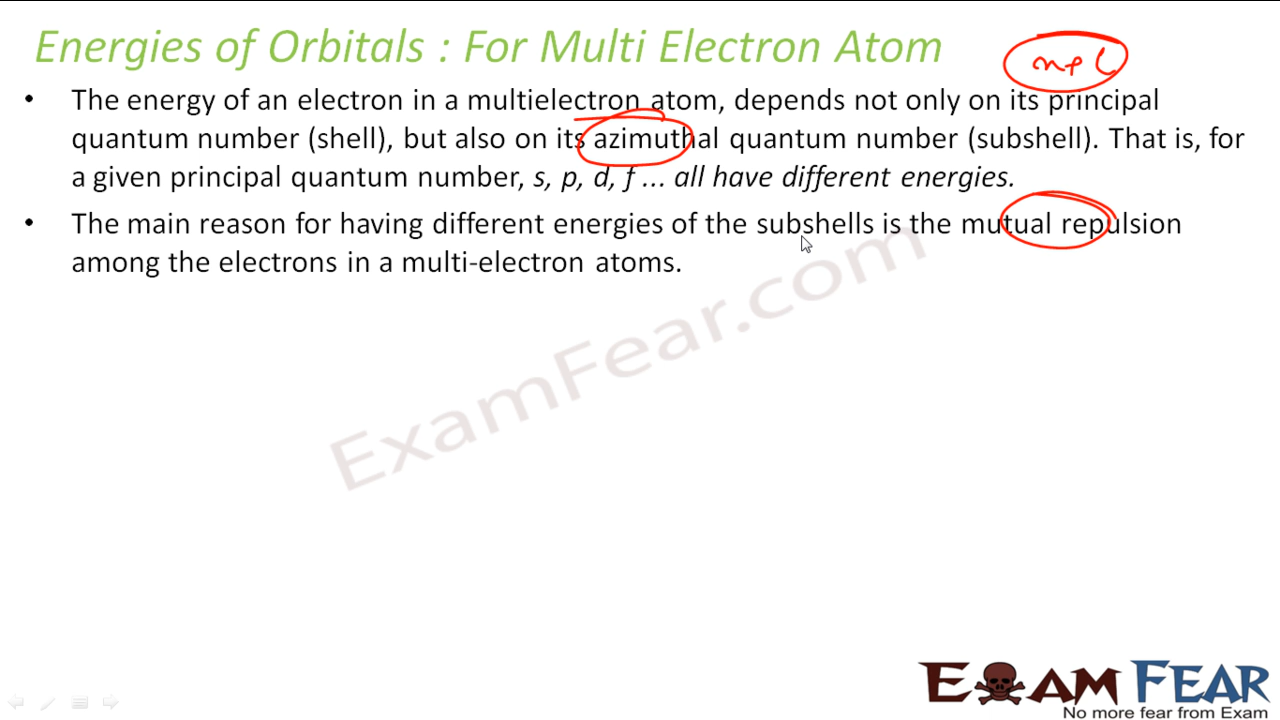 Energies of Orbitals : For Multi Electron Atom
n+l
• The energy of an electron in a multielectron atom, depends not only on its principal
quantum number (shell), but also on its azimuthal quantum number (subshell). That is, for
a given principal quantum number, s, p, d, f ... all have different energies.
• The main reason for having different energies of the subshells is the mutual repulsion
among the electrons in a multi-electron atoms.
ExamFear.com
EXAM FEAR
No more fear from Exam